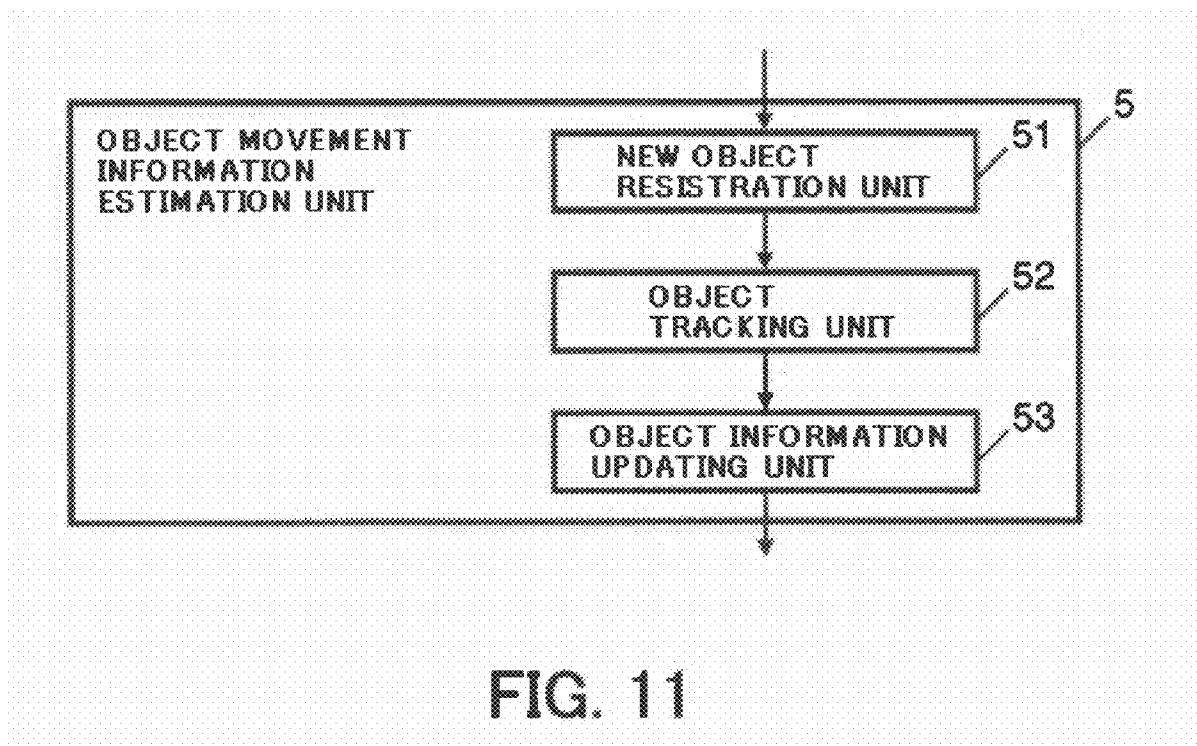 5
OBJECT MOVEMENT
INFORMATION
ESTIMATION UNIT
NEW OBJECT
RESISTRATION UNIT
51
OBJECT
TRACKING UNIT
52
OBJECT INFORMATION
UPDATING UNIT
53
FIG. 11